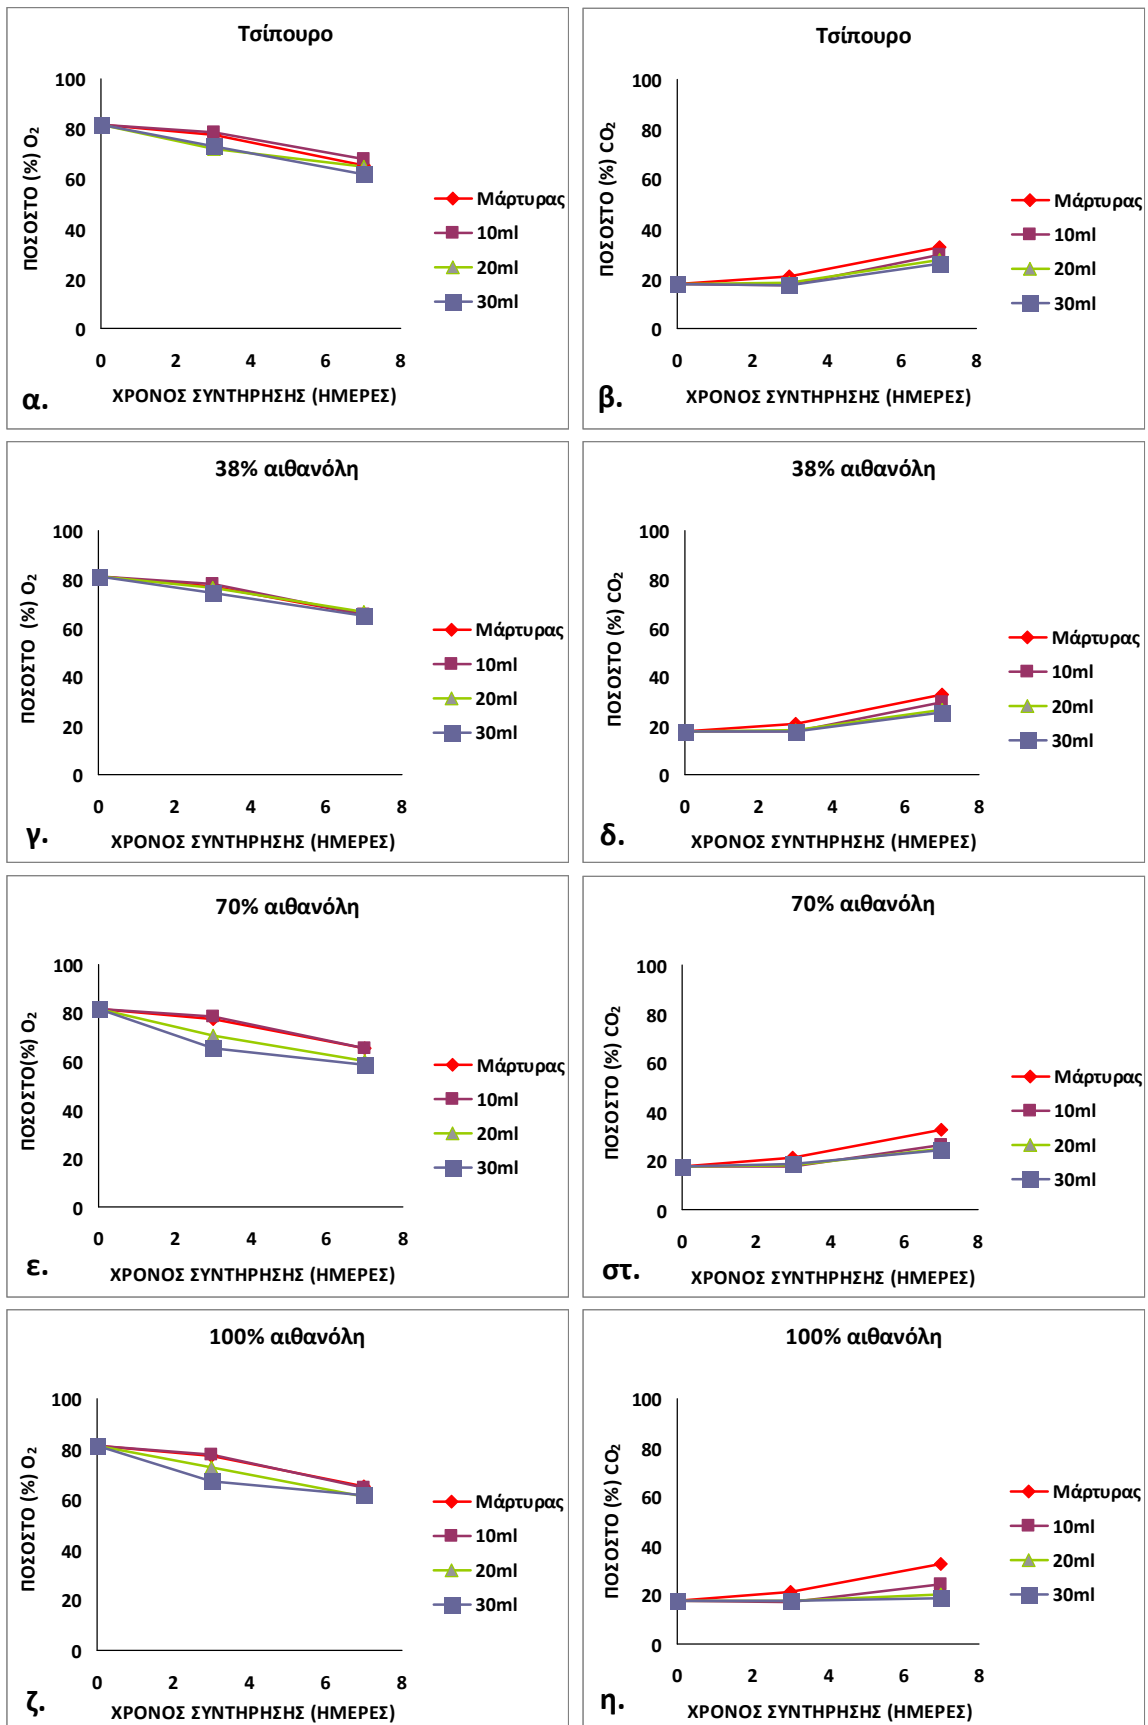 Τσίπουρο
ΠΟΣΟΣΤΟ (%) O₂
100
80
60
40
20
0
0 2 4 6 8
ΧΡΟΝΟΣ ΣΥΝΤΗΡΗΣΗΣ (ΗΜΕΡΕΣ)
Μάρτυρας
10ml
20ml
30ml
α.
Τσίπουρο
ΠΟΣΟΣΤΟ (%) CO₂
100
80
60
40
20
0
0 2 4 6 8
ΧΡΟΝΟΣ ΣΥΝΤΗΡΗΣΗΣ (ΗΜΕΡΕΣ)
Μάρτυρας
10ml
20ml
30ml
β.
38% αιθανόλη
ΠΟΣΟΣΤΟ (%) O₂
100
80
60
40
20
0
0 2 4 6 8
ΧΡΟΝΟΣ ΣΥΝΤΗΡΗΣΗΣ (ΗΜΕΡΕΣ)
Μάρτυρας
10ml
20ml
30ml
γ.
38% αιθανόλη
ΠΟΣΟΣΤΟ (%) CO₂
100
80
60
40
20
0
0 2 4 6 8
ΧΡΟΝΟΣ ΣΥΝΤΗΡΗΣΗΣ (ΗΜΕΡΕΣ)
Μάρτυρας
10ml
20ml
30ml
δ.
70% αιθανόλη
ΠΟΣΟΣΤΟ(%) O₂
100
80
60
40
20
0
0 2 4 6 8
ΧΡΟΝΟΣ ΣΥΝΤΗΡΗΣΗΣ (ΗΜΕΡΕΣ)
Μάρτυρας
10ml
20ml
30ml
ε.
70% αιθανόλη
ΠΟΣΟΣΤΟ (%) CO₂
100
80
60
40
20
0
0 2 4 6 8
ΧΡΟΝΟΣ ΣΥΝΤΗΡΗΣΗΣ (ΗΜΕΡΕΣ)
Μάρτυρας
10ml
20ml
30ml
στ.
100% αιθανόλη
ΠΟΣΟΣΤΟ (%) O₂
100
80
60
40
20
0
0 2 4 6 8
ΧΡΟΝΟΣ ΣΥΝΤΗΡΗΣΗΣ (ΗΜΕΡΕΣ)
Μάρτυρας
10ml
20ml
30ml
ζ.
100% αιθανόλη
ΠΟΣΟΣΤΟ (%) CO₂
100
80
60
40
20
0
0 2 4 6 8
ΧΡΟΝΟΣ ΣΥΝΤΗΡΗΣΗΣ (ΗΜΕΡΕΣ)
Μάρτυρας
10ml
20ml
30ml
η.